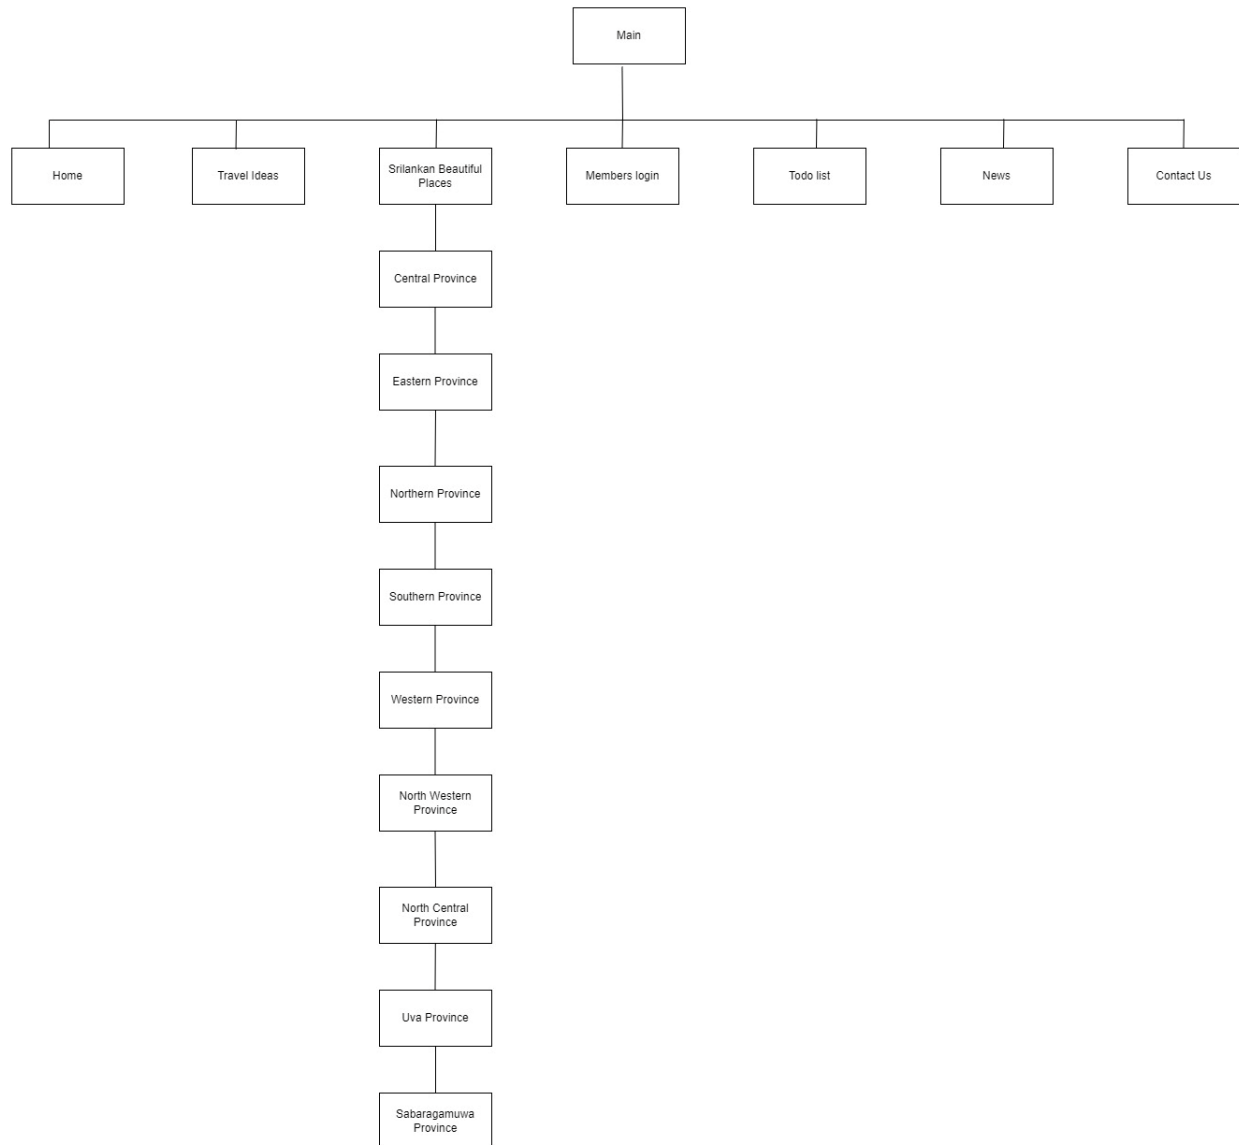 Main
Home
Travel Ideas
Srilankan Beautiful
Places
Members login
Todo list
News
Contact Us
Central Province
Eastern Province
Northern Province
Southern Province
Western Province
North Western
Province
North Central
Province
Uva Province
Sabaragamuwa
Province